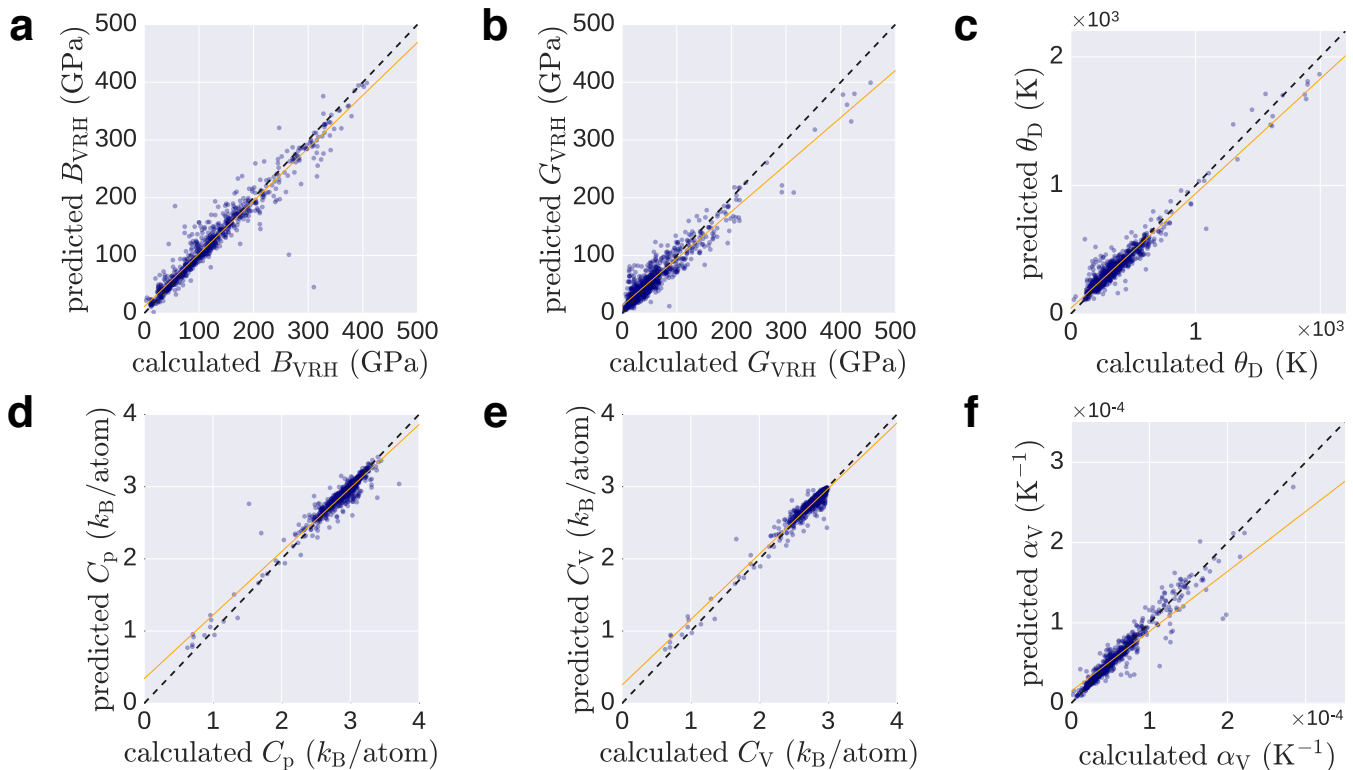 a
500
400
300
200
100
0
predicted B_VRH (GPa)
0 100 200 300 400 500
calculated B_VRH (GPa)
b
500
400
300
200
100
0
predicted G_VRH (GPa)
0 100 200 300 400 500
calculated G_VRH (GPa)
c
×10³
2
1
0
predicted θ_D (K)
0 1 ×10³
calculated θ_D (K)
d
4
3
2
1
0
predicted C_p (k_B/atom)
0 1 2 3 4
calculated C_p (k_B/atom)
e
4
3
2
1
0
predicted C_V (k_B/atom)
0 1 2 3 4
calculated C_V (k_B/atom)
f
×10⁻⁴
3
2
1
0
predicted α_V (K⁻¹)
0 1 ×10⁻⁴
calculated α_V (K⁻¹)